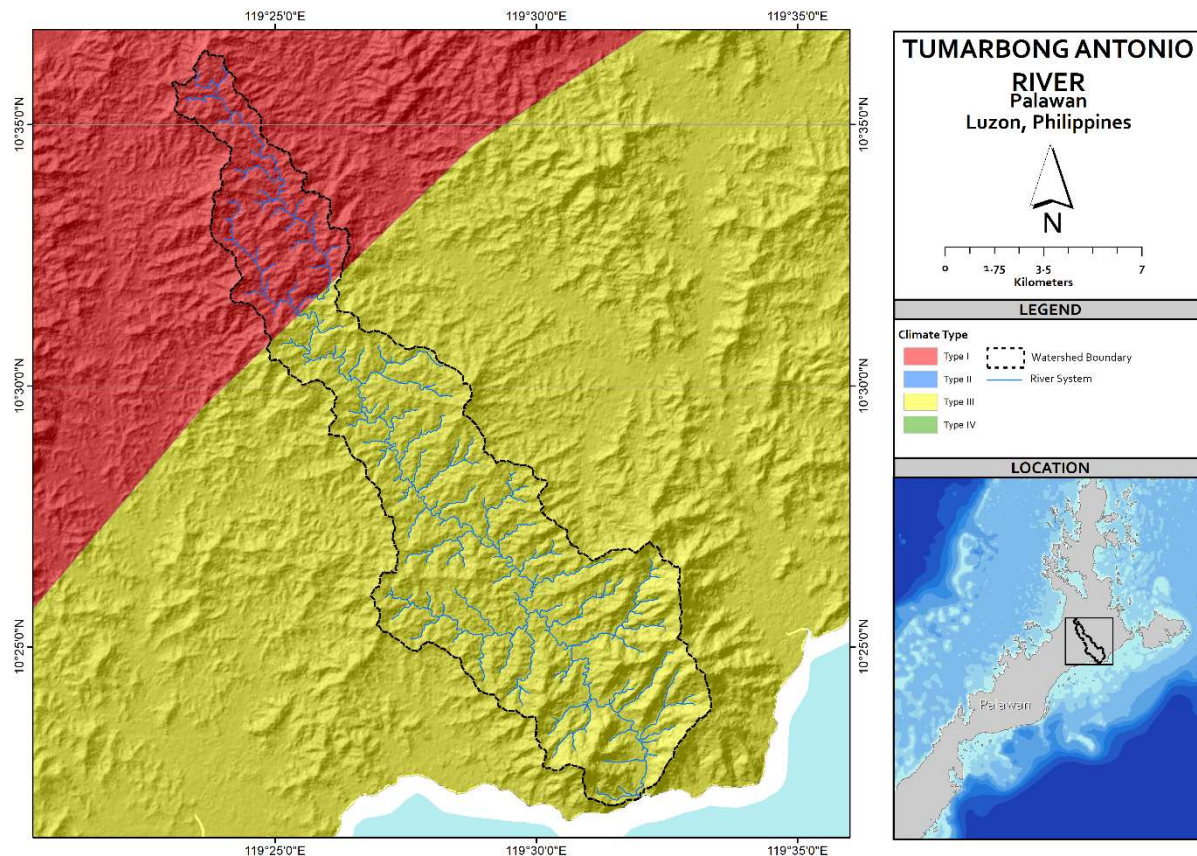 119°25'0"E
119°30'0"E
119°35'0"E
10°35'0"N
10°35'0"N
10°30'0"N
10°30'0"N
10°25'0"N
10°25'0"N
119°25'0"E
119°30'0"E
119°35'0"E
TUMARBONG ANTONIO
RIVER
Palawan
Luzon, Philippines
N
0 1.75 3.5 7
Kilometers
LEGEND
Climate Type
Type I
Type II
Type III
Type IV
Watershed Boundary
River System
LOCATION
Palawan